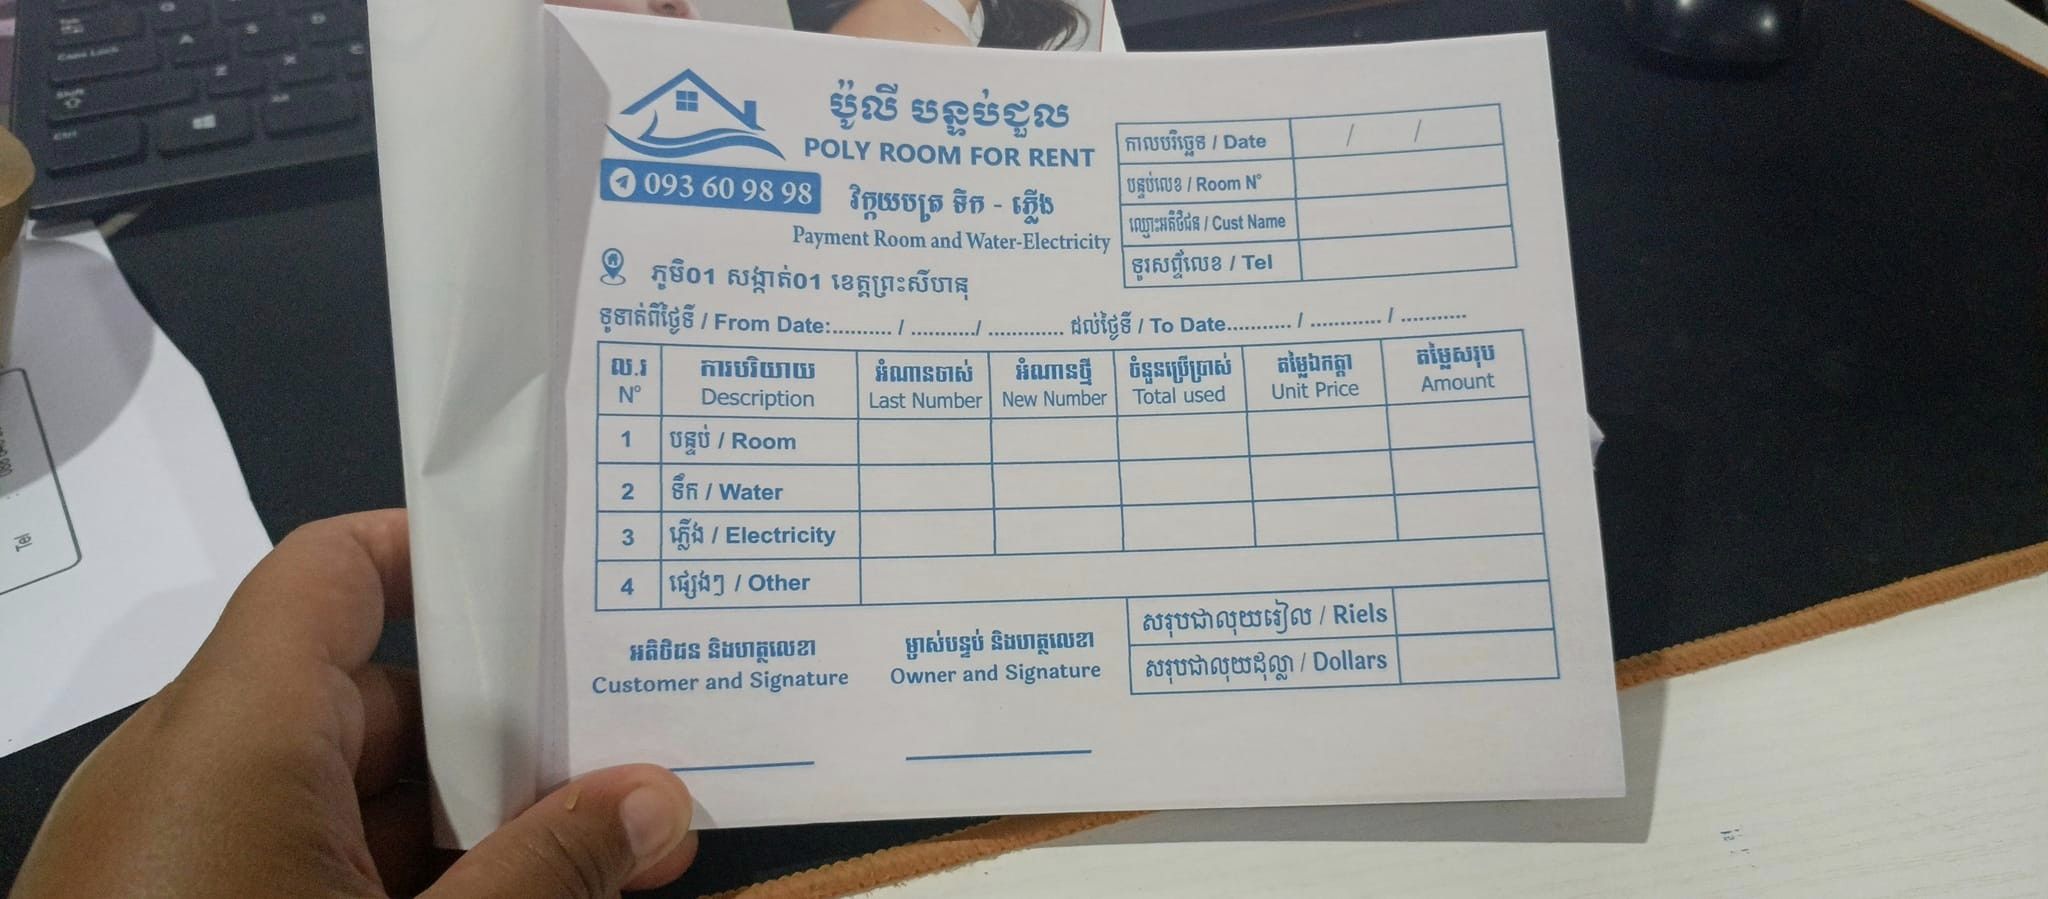 ប៉ូលី បន្ទប់ជួល
POLY ROOM FOR RENT
093 60 98 98
វិក្កយបត្រ ទឹក - ភ្លើង
Payment Room and Water-Electricity
ភូមិ01 សង្កាត់01 ខេត្តព្រះសីហនុ
កាលបរិច្ឆេទ / Date / /
បន្ទប់លេខ / Room N°
ឈ្មោះអតិថិជន / Cust Name
ទូរសព្ទ័លេខ / Tel
ទូទាត់ពីថ្ងៃទី / From Date:.......... / .........../ ............. ដល់ថ្ងៃទី / To Date........... / ............ / ...........
ល.រ ការបរិយាយ អំណានចាស់ អំណានថ្មី ចំនួនប្រើប្រាស់ តម្លៃឯកត្តា តម្លៃសរុប
N° Description Last Number New Number Total used Unit Price Amount
1 បន្ទប់ / Room
2 ទឹក / Water
3 ភ្លើង / Electricity
4 ផ្សេងៗ / Other
សរុបជាលុយរៀល / Riels
សរុបជាលុយដុល្លា / Dollars
អតិថិជន និងហត្ថលេខា
Customer and Signature
ម្ចាស់បន្ទប់ និងហត្ថលេខា
Owner and Signature
Caps Lock
Shift
Ctrl
A
Z
Tel